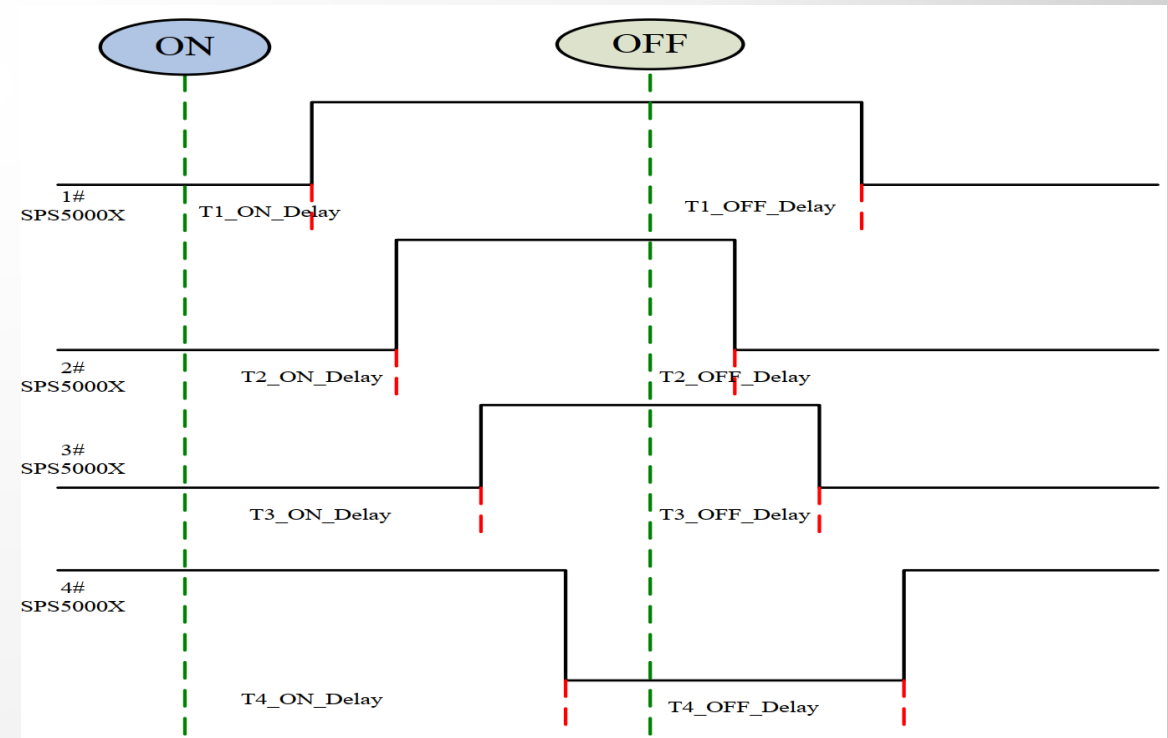 ON
OFF
1#
SPS5000X
T1_ON_Delay
T1_OFF_Delay
2#
SPS5000X
T2_ON_Delay
T2_OFF_Delay
3#
SPS5000X
T3_ON_Delay
T3_OFF_Delay
4#
SPS5000X
T4_ON_Delay
T4_OFF_Delay